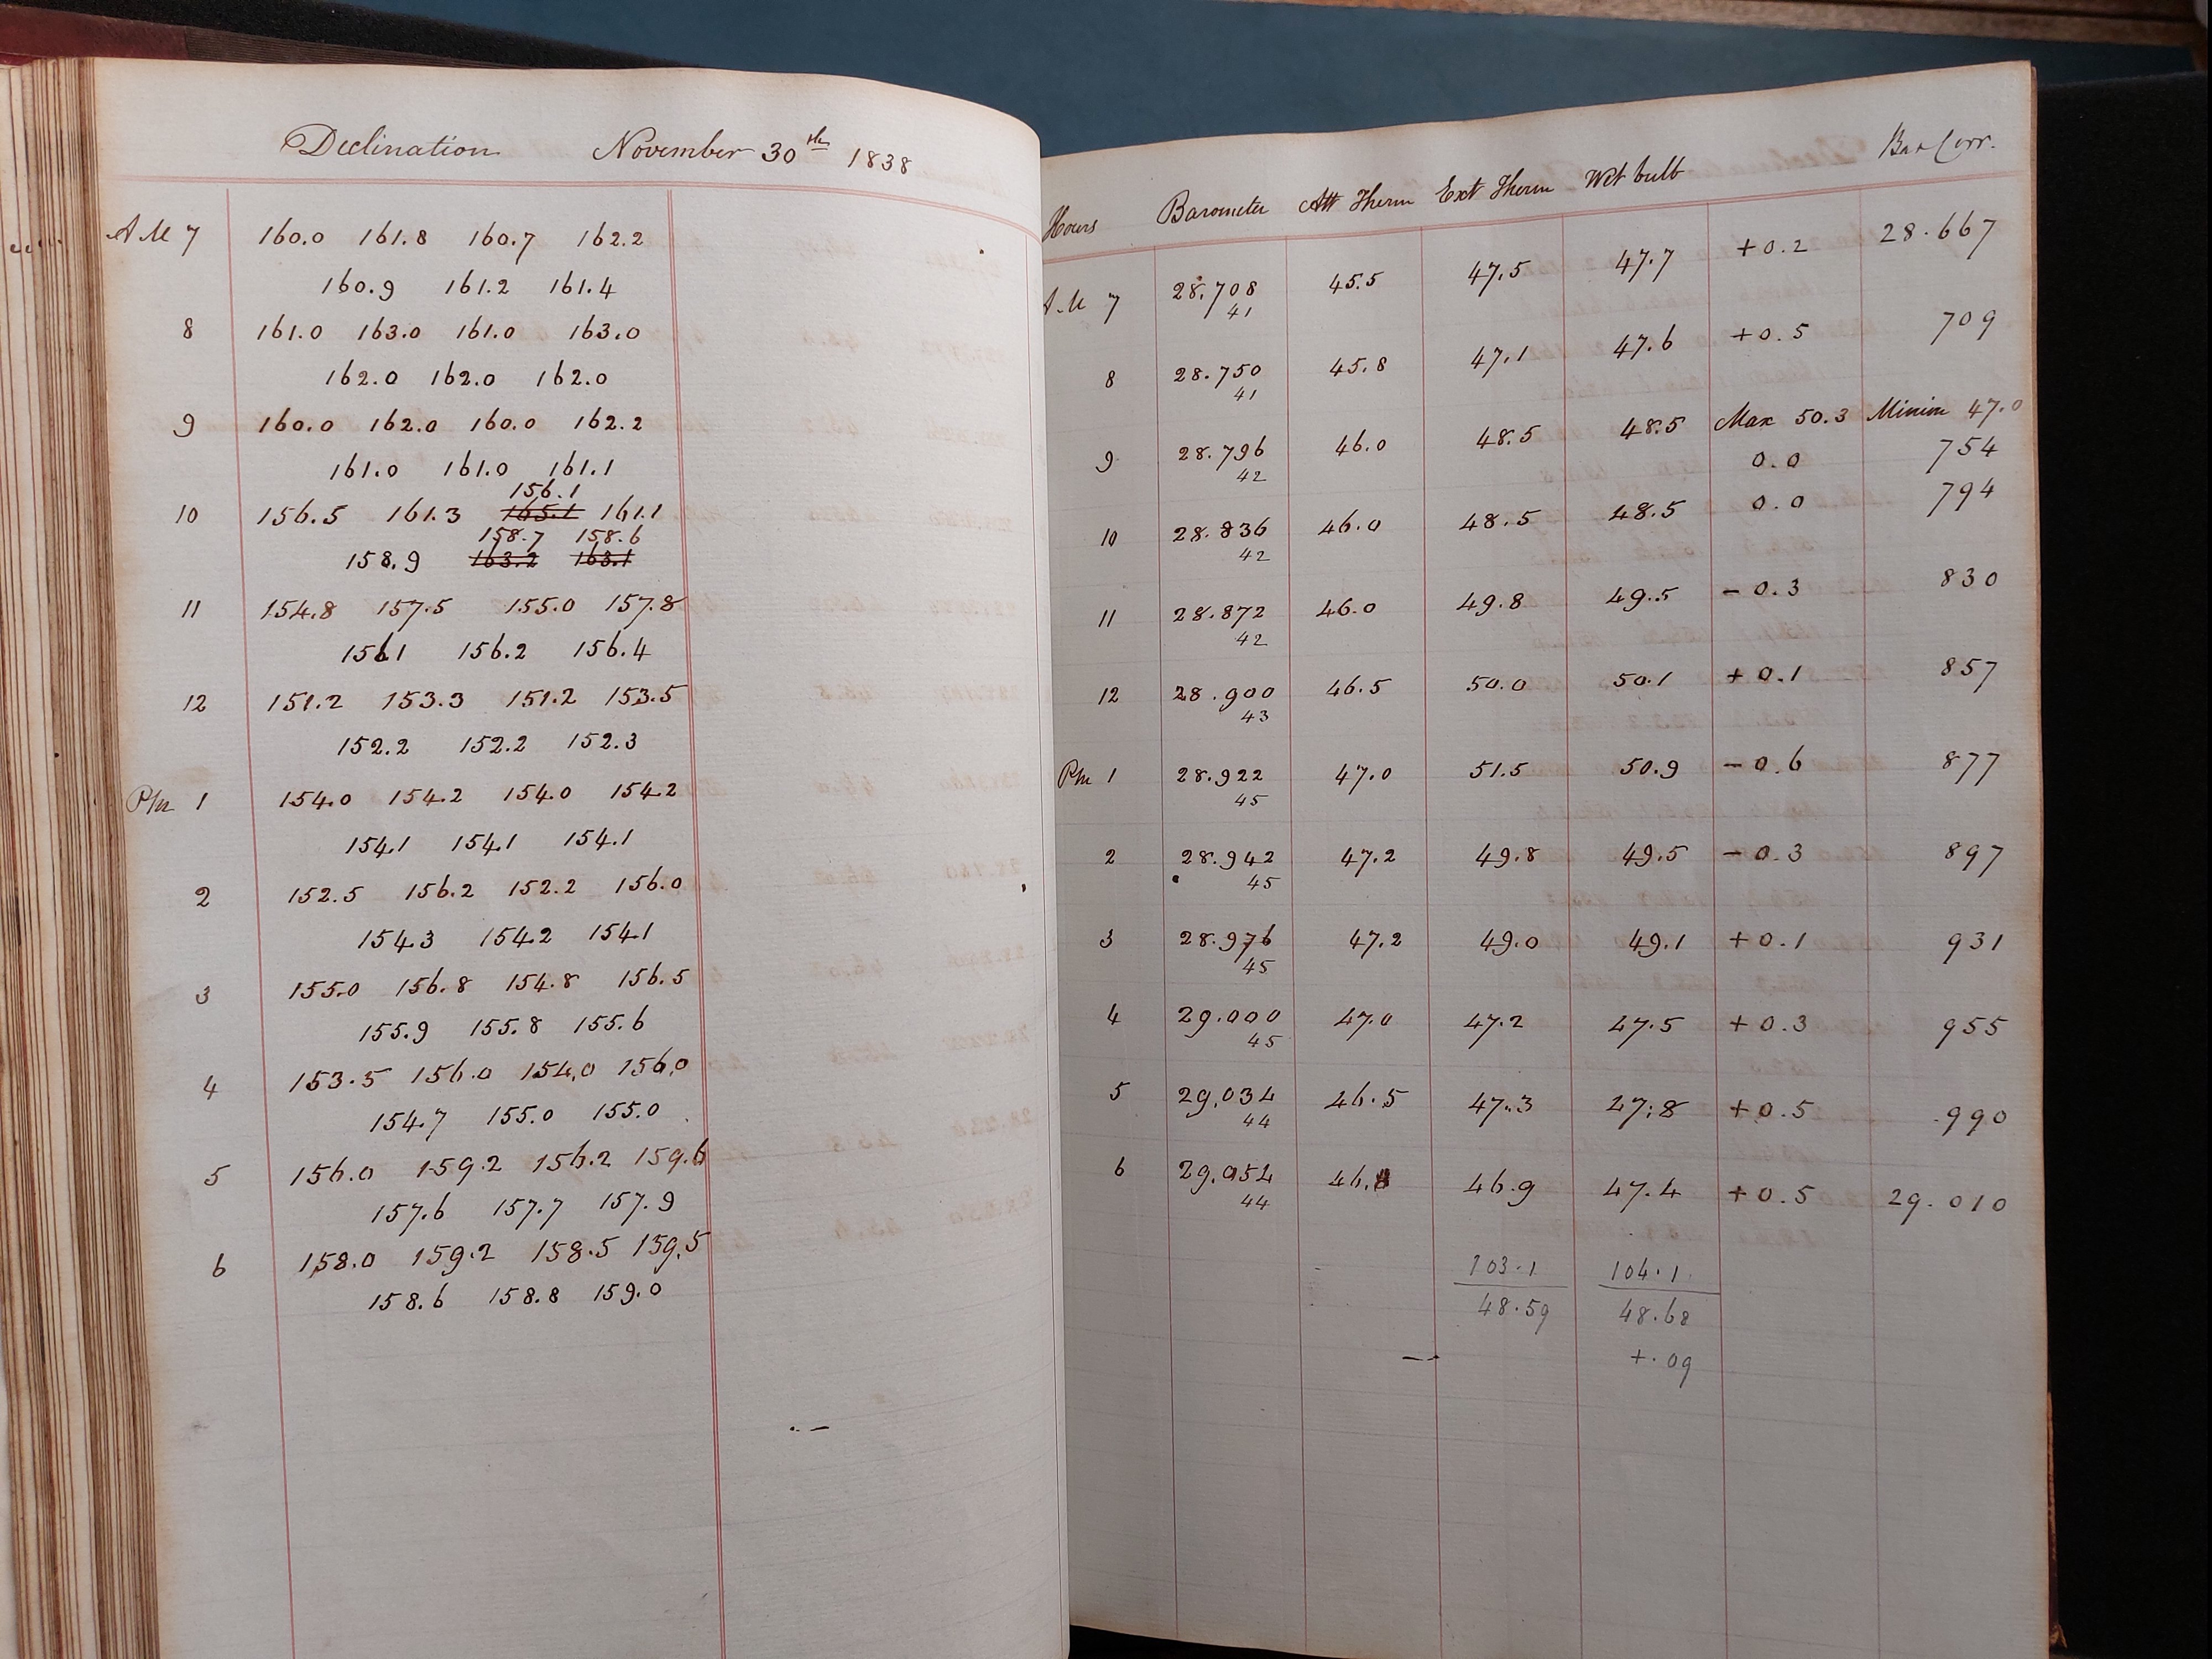 Declination November 30th 1838
A M 7 160.0 161.8 160.7 162.2
160.9 161.2 161.4
8 161.0 163.0 161.0 163.0
162.0 162.0 162.0
9 160.0 162.0 160.0 162.2
161.0 161.0 161.1
156.1
10 156.5 161.3 165.1 161.1
158.7 158.6
158.9 163.2 163.1
11 154.8 157.5 155.0 157.8
156.1 156.2 156.4
12 151.2 153.3 151.2 153.5
152.2 152.2 152.3
Pm 1 154.0 154.2 154.0 154.2
154.1 154.1 154.1
2 152.5 156.2 152.2 156.0
154.3 154.2 154.1
3 155.0 156.8 154.8 156.5
155.9 155.8 155.6
4 153.5 156.0 154.0 156.0
154.7 155.0 155.0
5 156.0 159.2 156.2 159.6
157.6 157.7 157.9
6 158.0 159.2 158.5 159.5
158.6 158.8 159.0
Hours Barometer Att Therm Ext Therm Wet bulb Bar Corr.
A M 7 28.708 45.5 47.5 47.7 +0.2 28.667
41
8 28.750 45.8 47.1 47.6 +0.5 709
41
Max 50.3 Minim 47.0
9 28.796 46.0 48.5 48.5 0.0 754
42
10 28.836 46.0 48.5 48.5 0.0 794
42
11 28.872 46.0 49.8 49.5 - 0.3 830
42
12 28.900 46.5 50.0 50.1 +0.1 857
43
Pm 1 28.922 47.0 51.5 50.9 - 0.6 877
45
2 28.942 47.2 49.8 49.5 - 0.3 897
45
3 28.976 47.2 49.0 49.1 +0.1 931
45
4 29.000 47.0 47.2 47.5 +0.3 955
45
5 29.034 46.5 47.3 47.8 +0.5 990
44
6 29.054 46. 46.9 47.4 +0.5 29.010
44
103.1 104.1
48.59 48.68
+.09